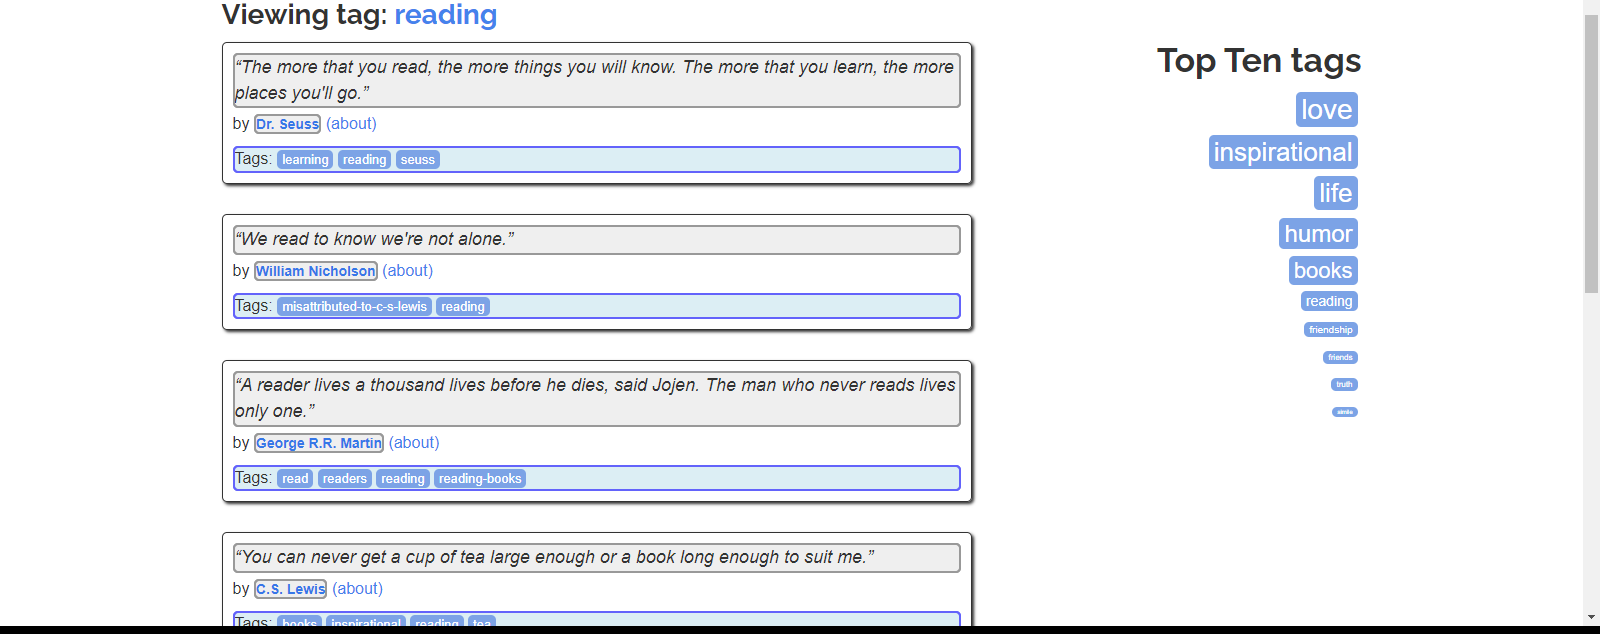 Viewing tag: reading
“The more that you read, the more things you will know. The more that you learn, the more
places you'll go.”
by Dr. Seuss (about)
Tags: learning reading seuss
“We read to know we're not alone.”
by William Nicholson (about)
Tags: misattributed-to-c-s-lewis reading
“A reader lives a thousand lives before he dies, said Jojen. The man who never reads lives
only one.”
by George R.R. Martin (about)
Tags: read readers reading reading-books
“You can never get a cup of tea large enough or a book long enough to suit me.”
by C.S. Lewis (about)
Tags: books inspirational reading tea
Top Ten tags
love
inspirational
life
humor
books
reading
friendship
friends
truth
simile